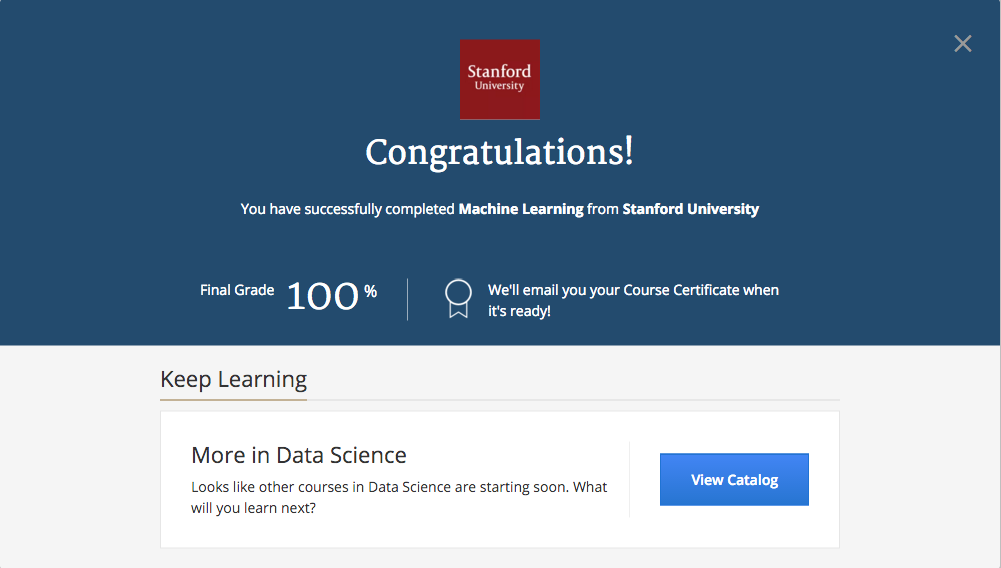 Stanford
University
Congratulations!
You have successfully completed Machine Learning from Stanford University
Final Grade 100 %
We'll email you your Course Certificate when
it's ready!
Keep Learning
More in Data Science
Looks like other courses in Data Science are starting soon. What
will you learn next?
View Catalog